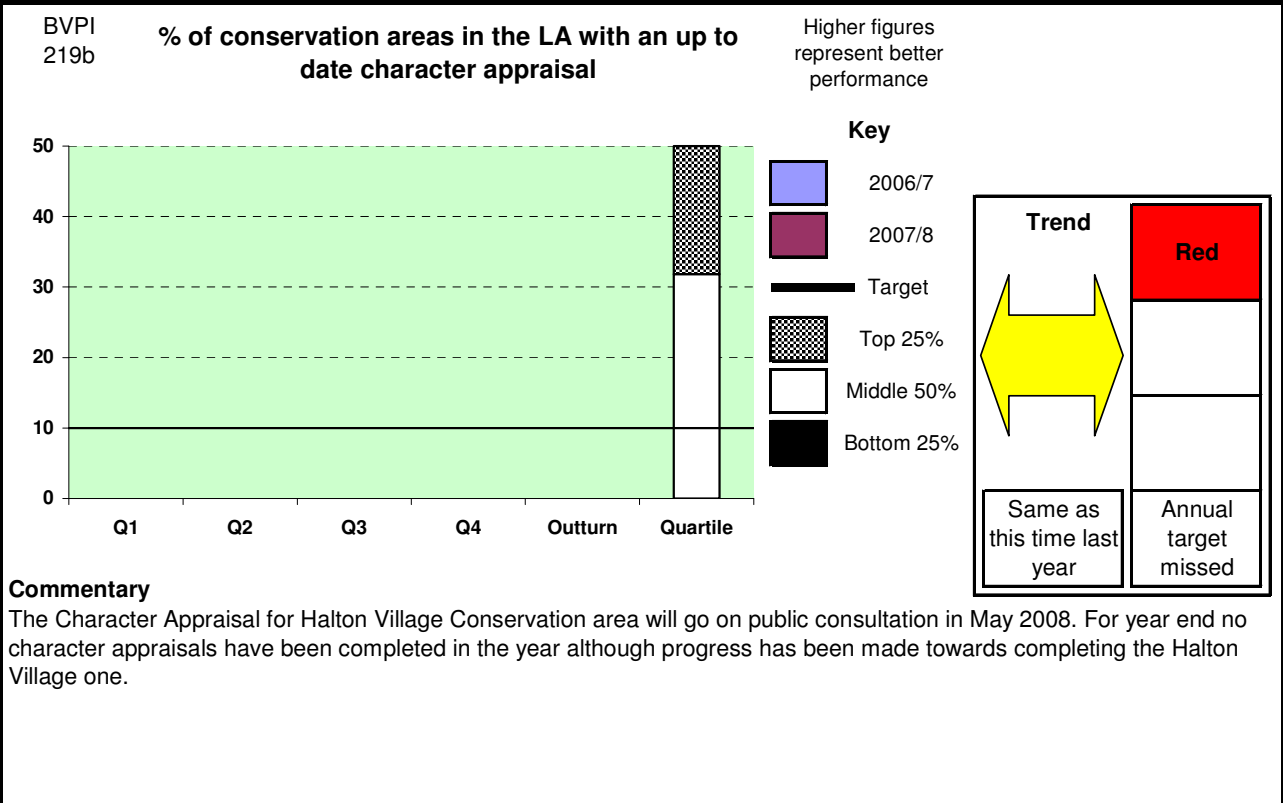 BVPI
219b
% of conservation areas in the LA with an up to
date character appraisal
Higher figures
represent better
performance
50
40
30
20
10
0
Q1
Q2
Q3
Q4
Outturn
Quartile
Key
2006/7
2007/8
Target
Top 25%
Middle 50%
Bottom 25%
Trend
Red
Same as
this time last
year
Annual
target
missed
Commentary
The Character Appraisal for Halton Village Conservation area will go on public consultation in May 2008. For year end no
character appraisals have been completed in the year although progress has been made towards completing the Halton
Village one.